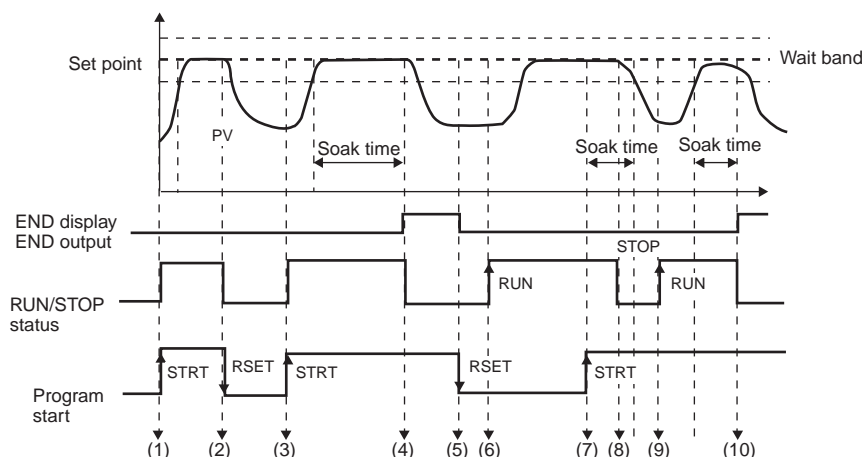 Set point
Wait band
PV
Soak time
Soak time
Soak time
END display
END output
STOP
RUN
RUN
RUN/STOP
status
STRT
RSET
STRT
RSET
STRT
Program
start
(1) (2) (3) (4) (5) (6) (7) (8) (9) (10)